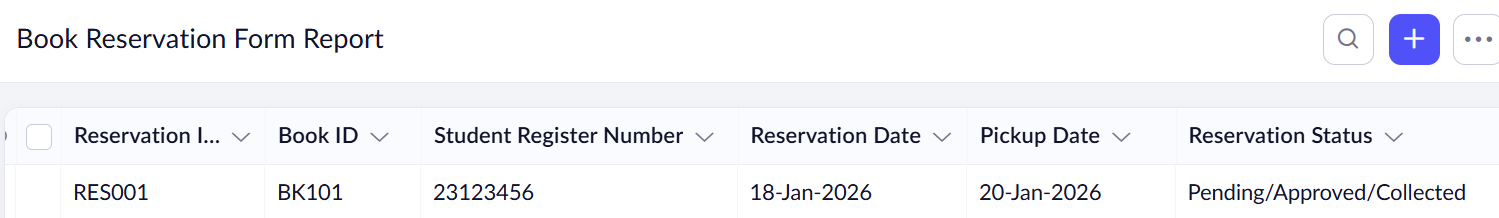 Book Reservation Form Report
Reservation I... Book ID Student Register Number Reservation Date Pickup Date Reservation Status
RES001 BK101 23123456 18-Jan-2026 20-Jan-2026 Pending/Approved/Collected